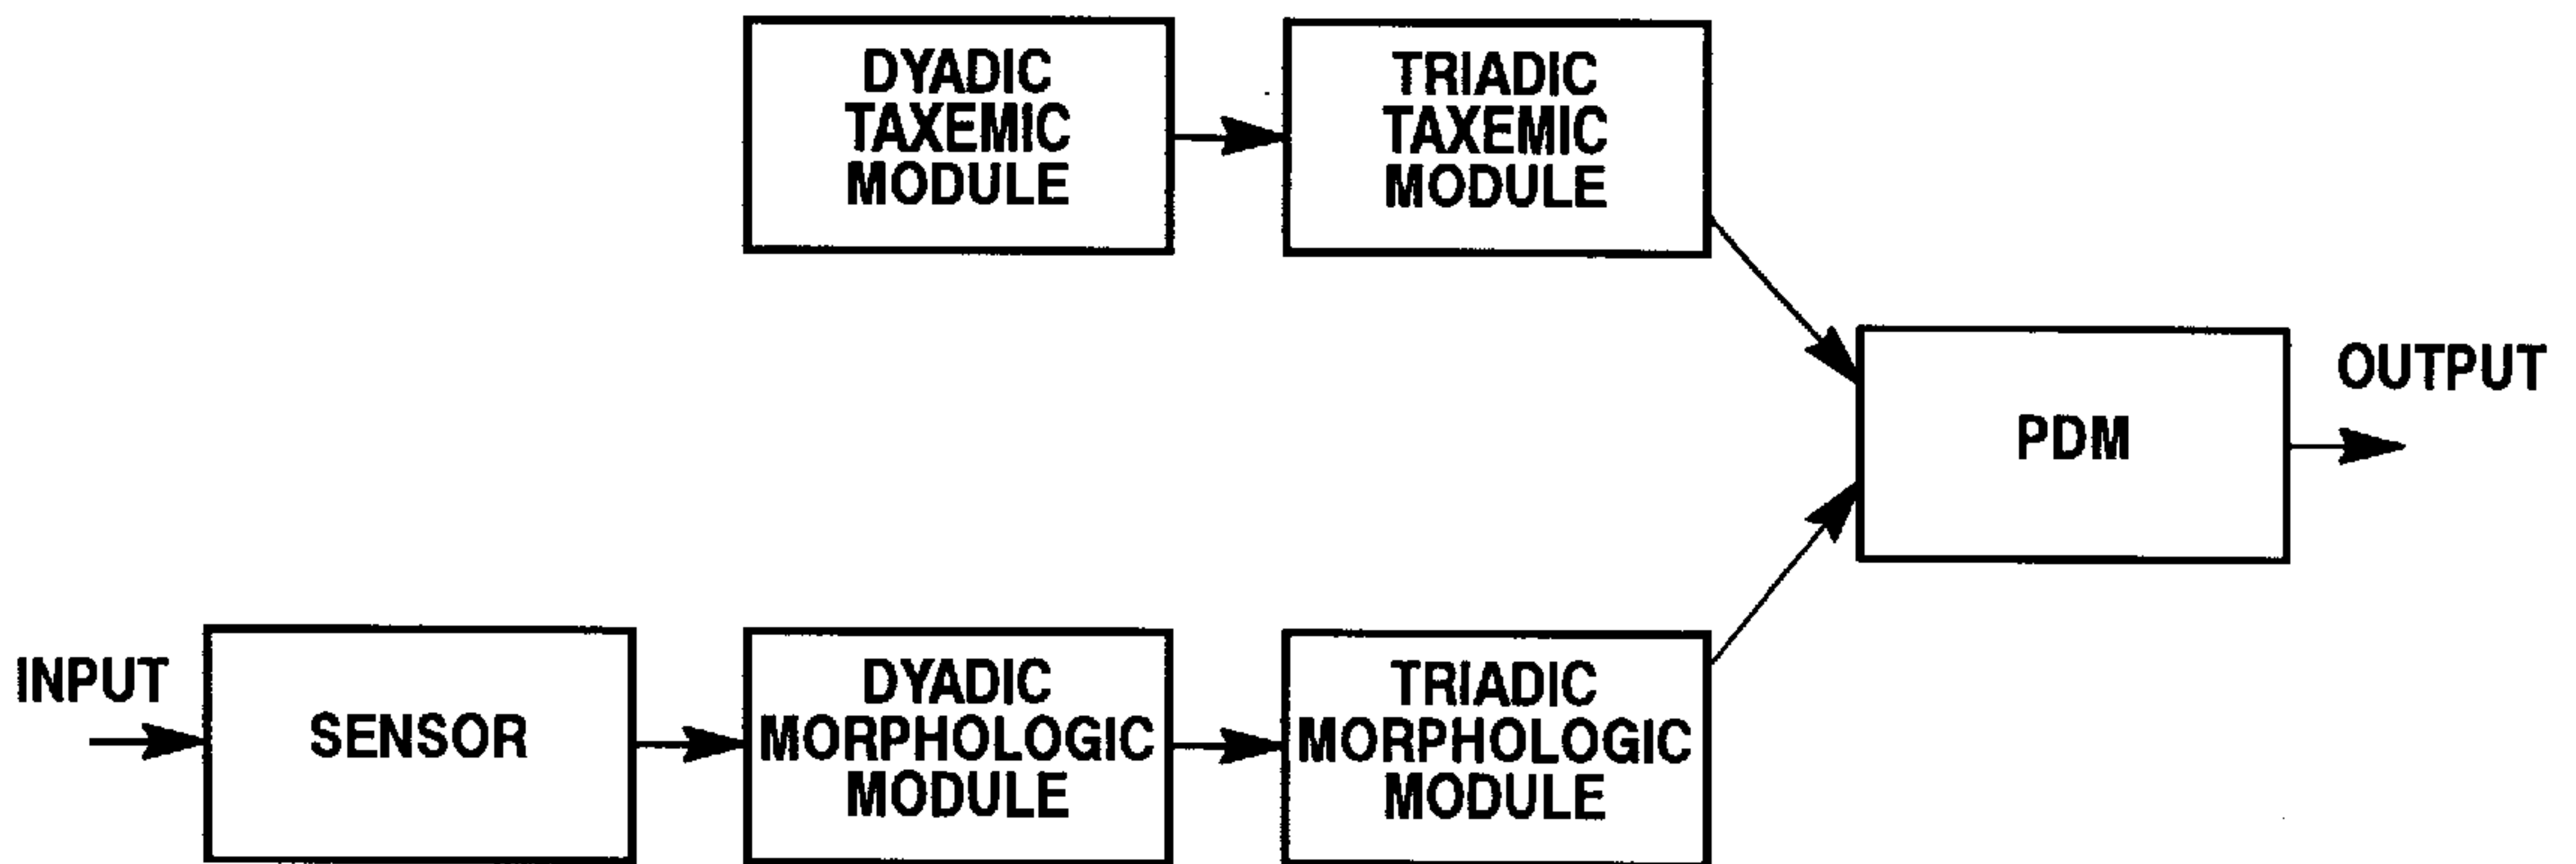 DYADIC
TAXEMIC
MODULE
TRIADIC
TAXEMIC
MODULE
PDM
OUTPUT
INPUT
SENSOR
DYADIC
MORPHOLOGIC
MODULE
TRIADIC
MORPHOLOGIC
MODULE